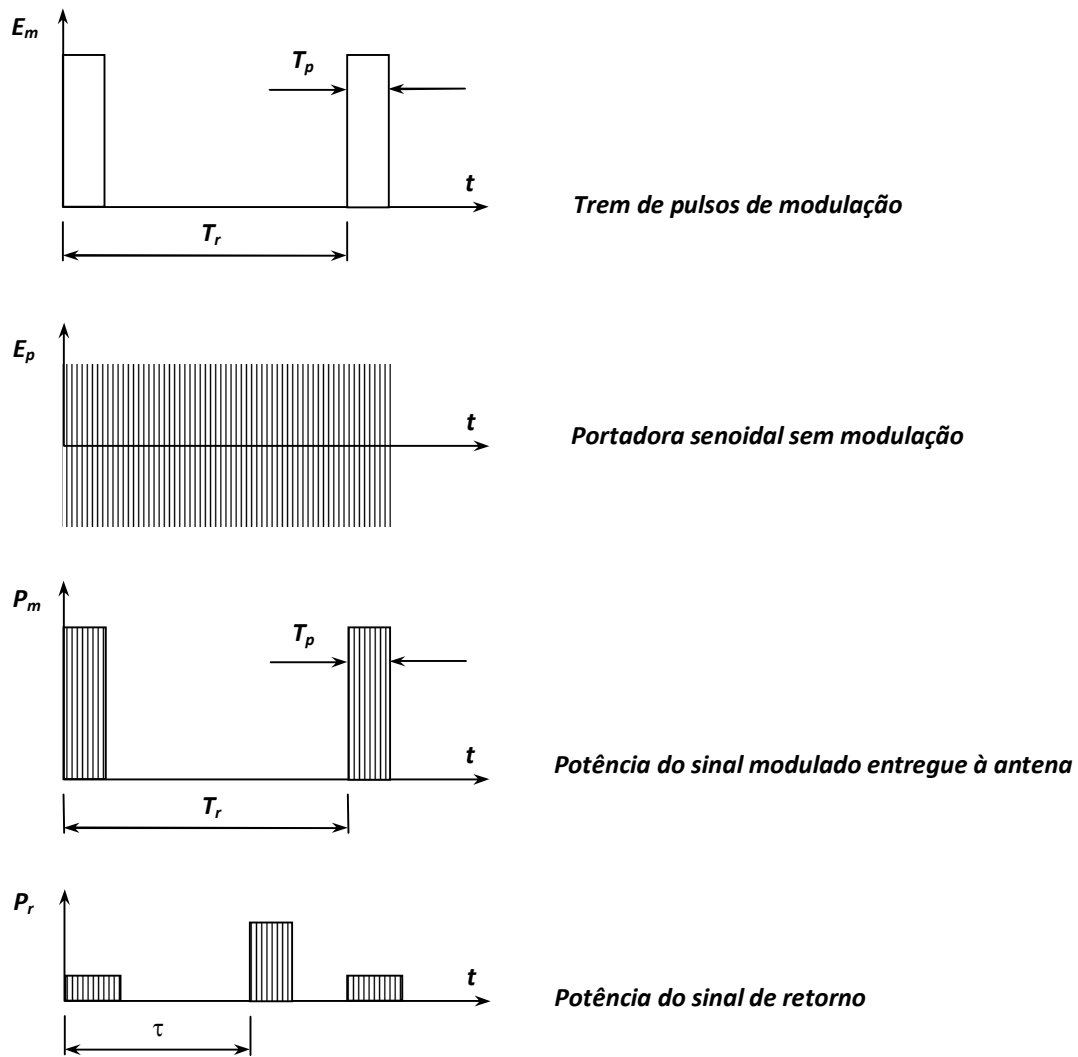 E_m
T_p
t
Trem de pulsos de modulação
T_r
E_p
t
Portadora senoidal sem modulação
P_m
T_p
t
Potência do sinal modulado entregue à antena
T_r
P_r
t
Potência do sinal de retorno
τ